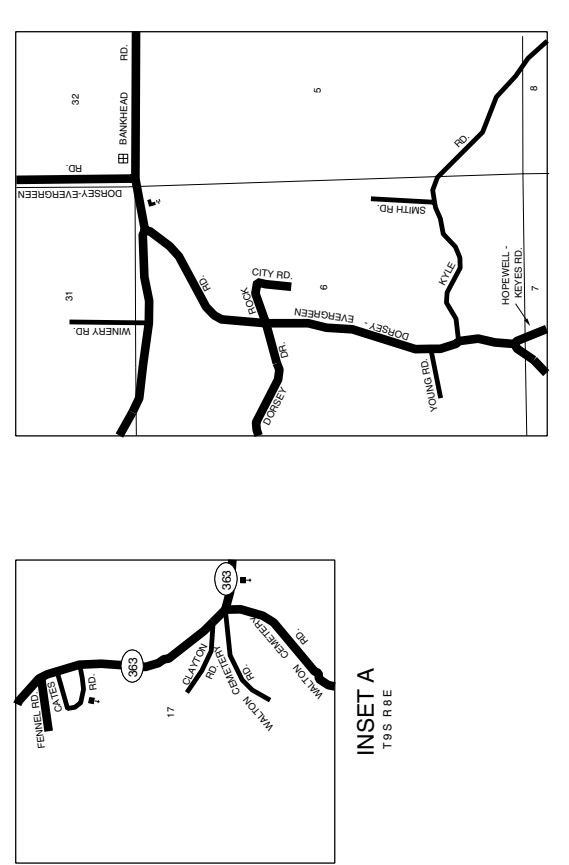 RD.
32
BANKHEAD
5
RD.
8
DORSEY-EVERGREEN
RD.
SMITH RD.
31
WINERY RD.
RD.
CITY RD.
ROCK
6
KYLE
HOPEWELL -
KEYES RD.
7
DORSEY -
EVERGREEN
DR.
DORSEY
YOUNG RD.
363
363
FENNEL RD.
CATES
RD.
CLAYTON
RD.
17
CEMETERY
RD.
WALTON
CEMETERY
RD.
WALTON
INSET A
T9S R8E